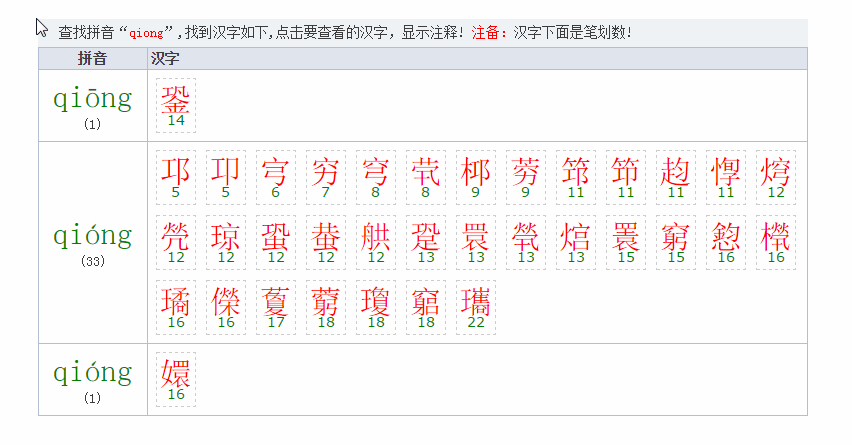 查找拼音“qiong”,找到汉字如下,点击要查看的汉字，显示注释! 注备：汉字下面是笔划数!
拼音 汉字
qiōng
(1)
銎
14
qióng
(33)
邛 卭 宆 穷 穹 茕 桏 䓖 筇 笻 赹 惸 焪
5 5 6 7 8 8 9 9 11 11 11 11 12
焭 琼 蛩 蛬 舼 跫 睘 煢 熍 瞏 窮 憌 橩
12 12 12 12 12 13 13 13 13 15 15 16 16
璚 儝 藑 藭 瓊 竆 瓗
16 16 17 18 18 18 22
qióng
(1)
嬛
16